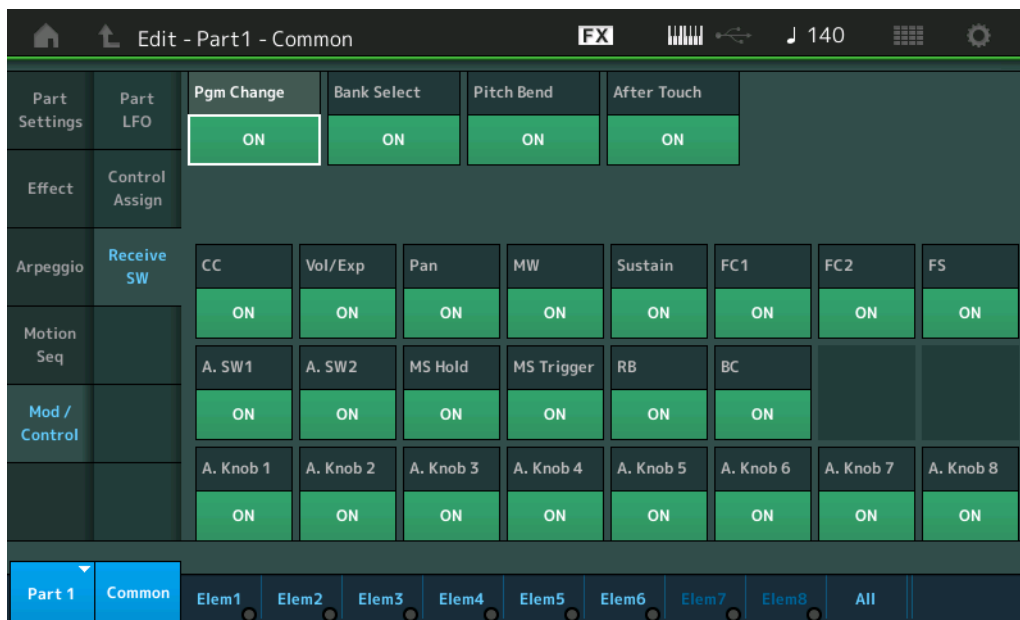 Edit - Part1 - Common
FX
140
Part Settings
Part LFO
Pgm Change
Bank Select
Pitch Bend
After Touch
ON
ON
ON
ON
Effect
Control Assign
Arpeggio
Receive SW
CC
Vol/Exp
Pan
MW
Sustain
FC1
FC2
FS
ON
ON
ON
ON
ON
ON
ON
ON
Motion Seq
A. SW1
A. SW2
MS Hold
MS Trigger
RB
BC
ON
ON
ON
ON
ON
ON
Mod / Control
A. Knob 1
A. Knob 2
A. Knob 3
A. Knob 4
A. Knob 5
A. Knob 6
A. Knob 7
A. Knob 8
ON
ON
ON
ON
ON
ON
ON
ON
Part 1
Common
Elem1
Elem2
Elem3
Elem4
Elem5
Elem6
Elem7
Elem8
All